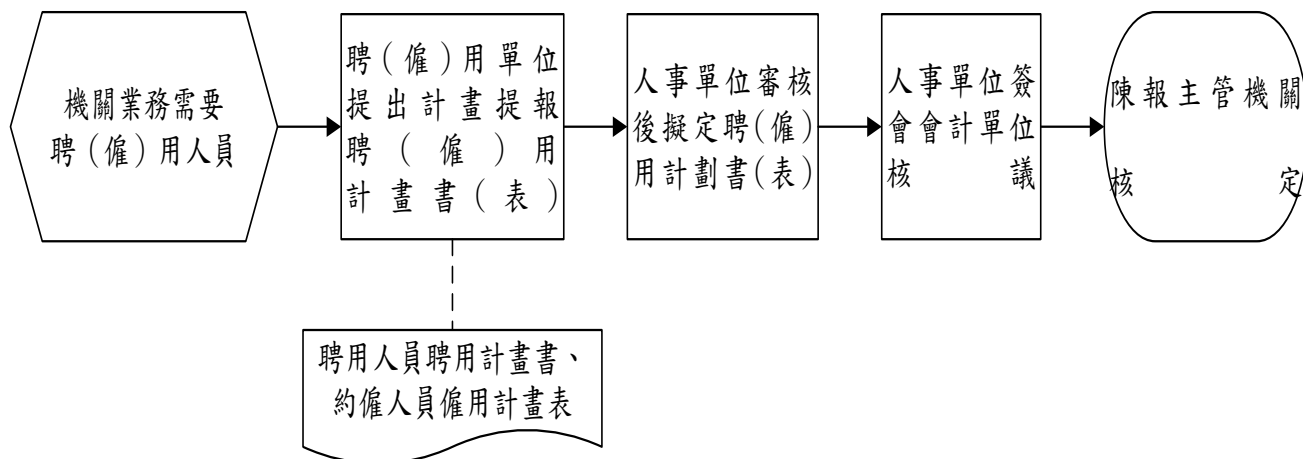 機關業務需要
聘(僱)用人員
聘(僱)用單位
提出計畫提報
聘(僱)用
計畫書(表)
人事單位審核
後擬定聘(僱)
用計劃書(表)
人事單位簽
會會計單位
核議
陳報主管機關
核定
聘用人員聘用計畫書、
約僱人員僱用計畫表